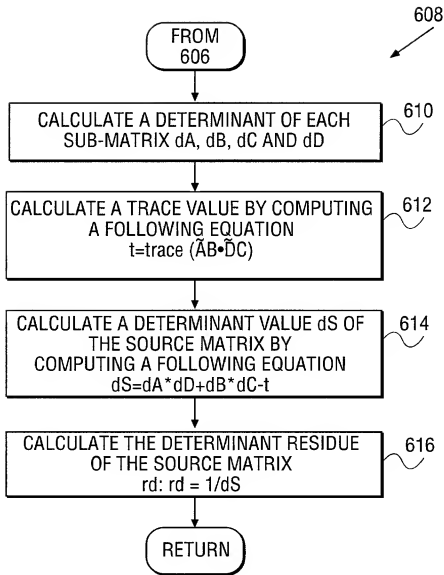 FROM
606
608
CALCULATE A DETERMINANT OF EACH
SUB-MATRIX dA, dB, dC AND dD
610
CALCULATE A TRACE VALUE BY COMPUTING
A FOLLOWING EQUATION
t=trace (ÃB•D̃C)
612
CALCULATE A DETERMINANT VALUE dS OF
THE SOURCE MATRIX BY
COMPUTING A FOLLOWING EQUATION
dS=dA*dD+dB*dC-t
614
CALCULATE THE DETERMINANT RESIDUE
OF THE SOURCE MATRIX
rd: rd = 1/dS
616
RETURN